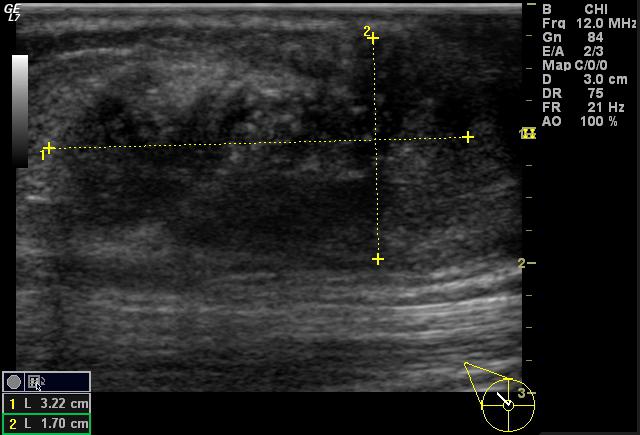 GE
L7
B CHI
Frq 12.0 MHz
Gn 84
E/A 2/3
Map C/0/0
D 3.0 cm
DR 75
FR 21 Hz
AO 100 %
2
1
2
3
1 L 3.22 cm
2 L 1.70 cm